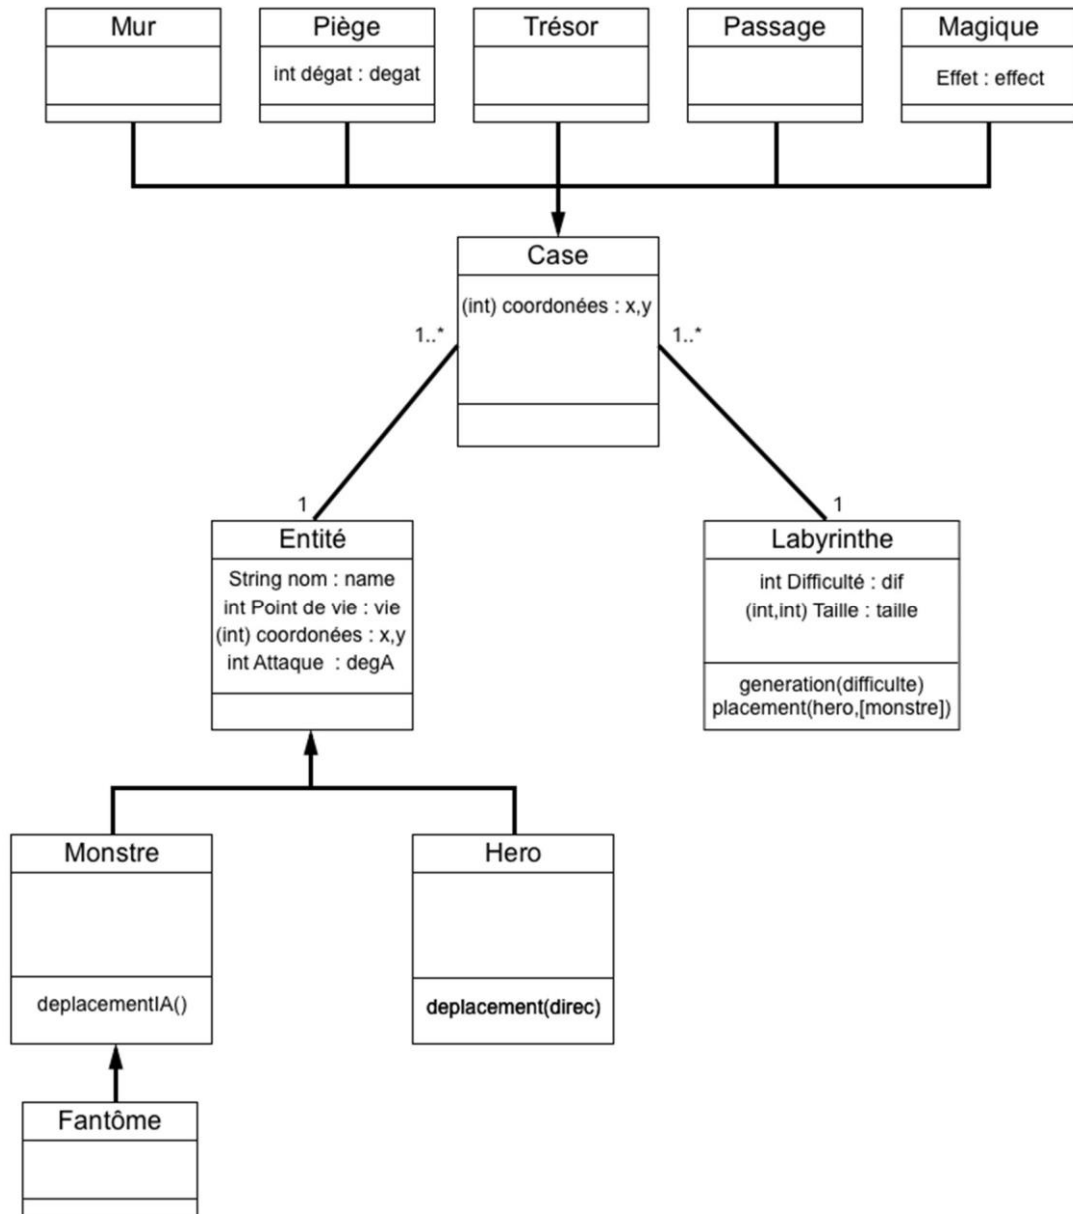 Mur
Piège
int dégat : degat
Trésor
Passage
Magique
Effet : effect
Case
(int) coordonées : x,y
1..*
1..*
1
1
Entité
String nom : name
int Point de vie : vie
(int) coordonées : x,y
int Attaque : degA
Labyrinthe
int Difficulté : dif
(int,int) Taille : taille
generation(difficulte)
placement(hero,[monstre])
Monstre
deplacementIA()
Hero
deplacement(direc)
Fantôme